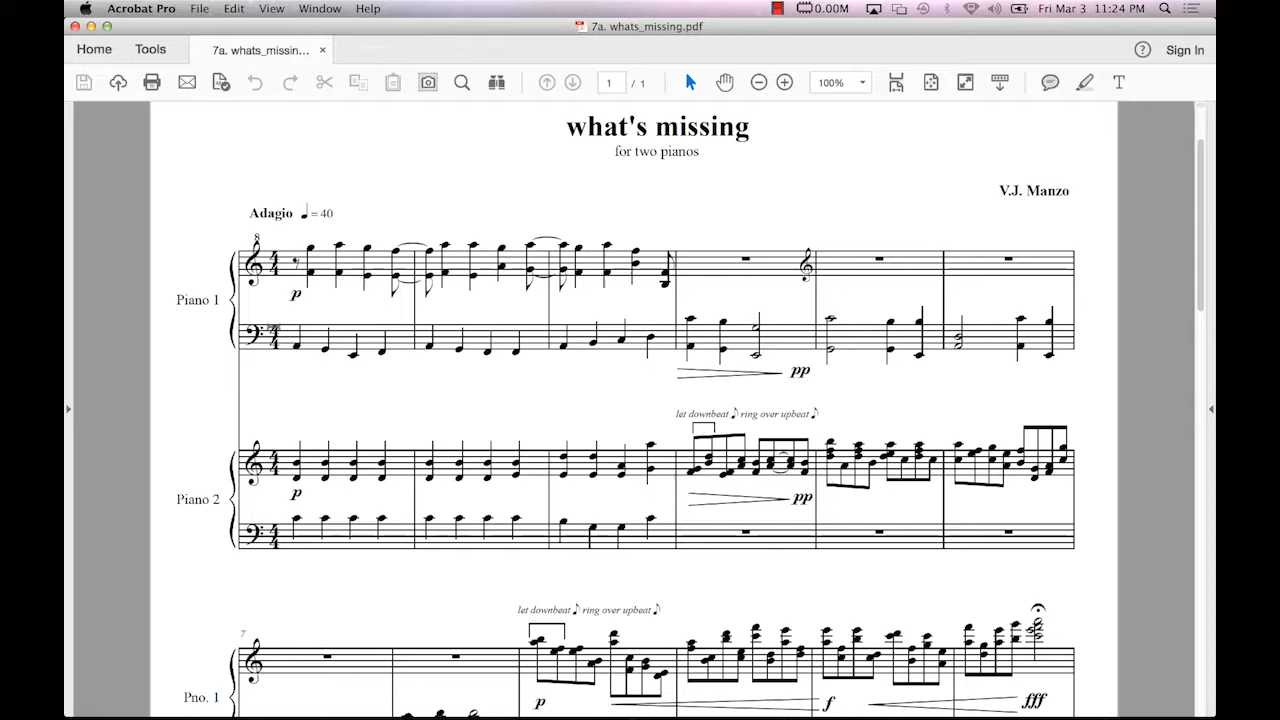 Acrobat Pro File Edit View Window Help 0.00M Fri Mar 3 11:24 PM
7a. whats_missing.pdf
Home Tools 7a. whats_missin... × ? Sign In
1 / 1 100% T
what's missing
for two pianos
V.J. Manzo
Adagio ♩ = 40
8
Piano 1
p
pp
let downbeat ♪ ring over upbeat ♪
Piano 2
p
pp
let downbeat ♪ ring over upbeat ♪
7
Pno. 1
p f fff